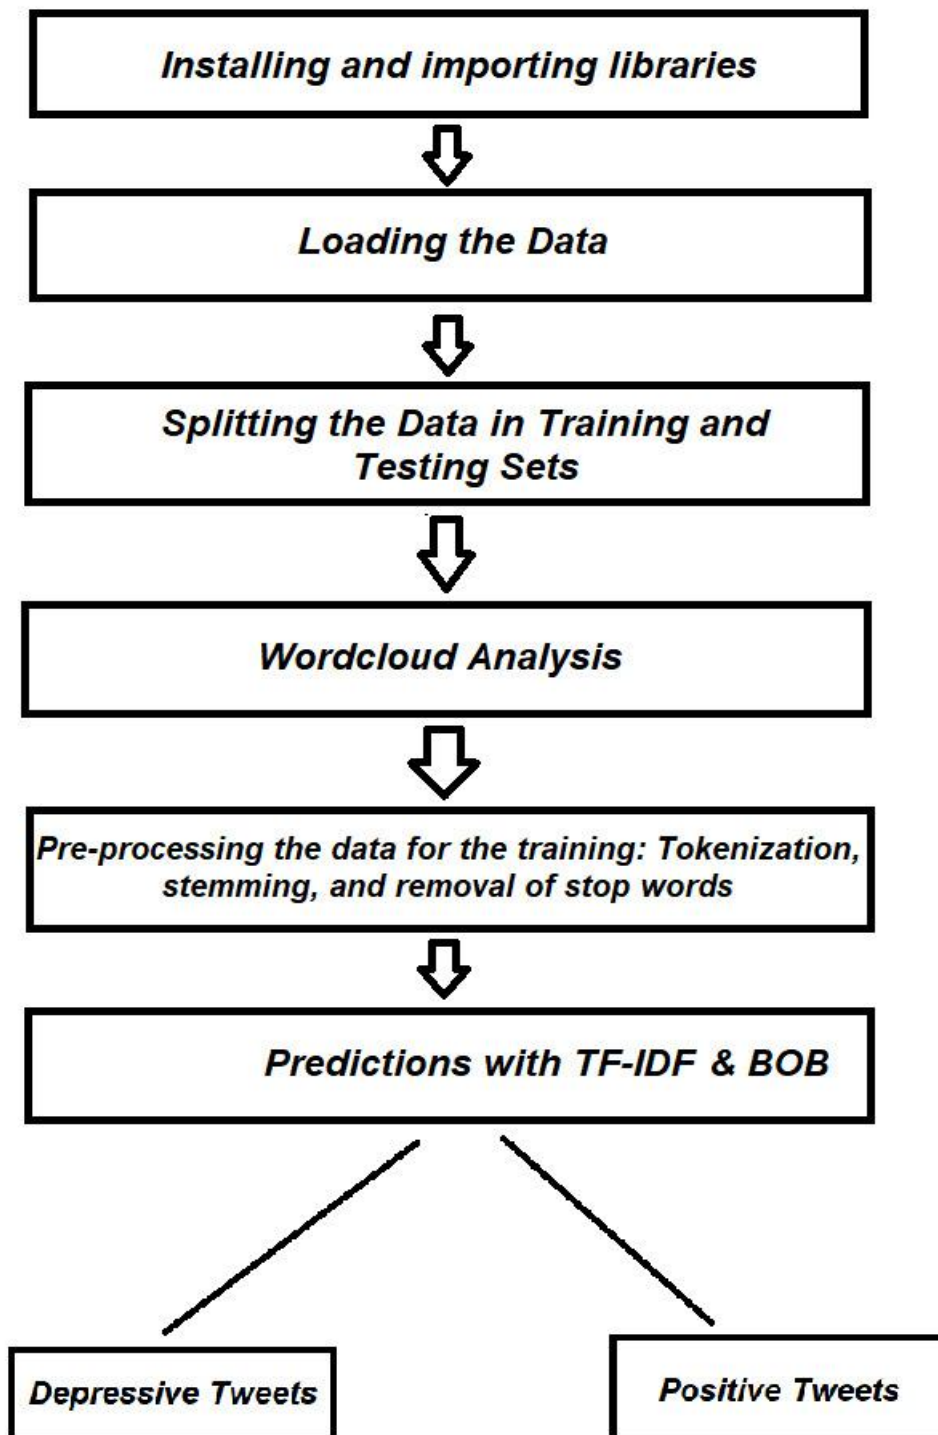 Installing and importing libraries
Loading the Data
Splitting the Data in Training and
Testing Sets
Wordcloud Analysis
Pre-processing the data for the training: Tokenization,
stemming, and removal of stop words
Predictions with TF-IDF & BOB
Depressive Tweets
Positive Tweets